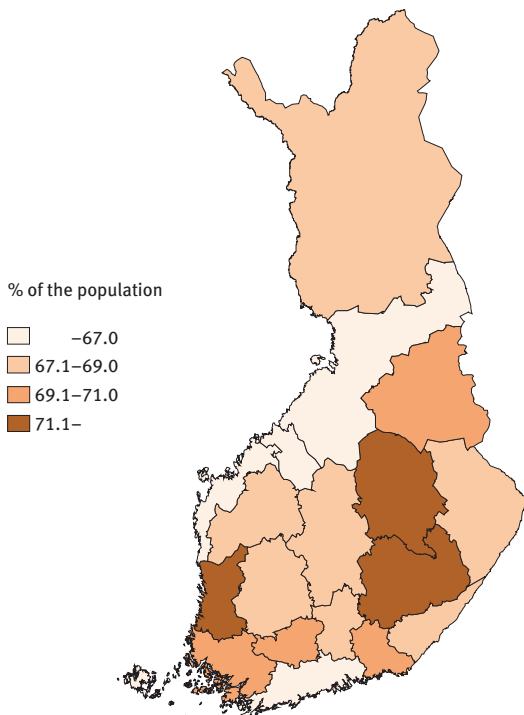 % of the population
–67.0
67.1–69.0
69.1–71.0
71.1–